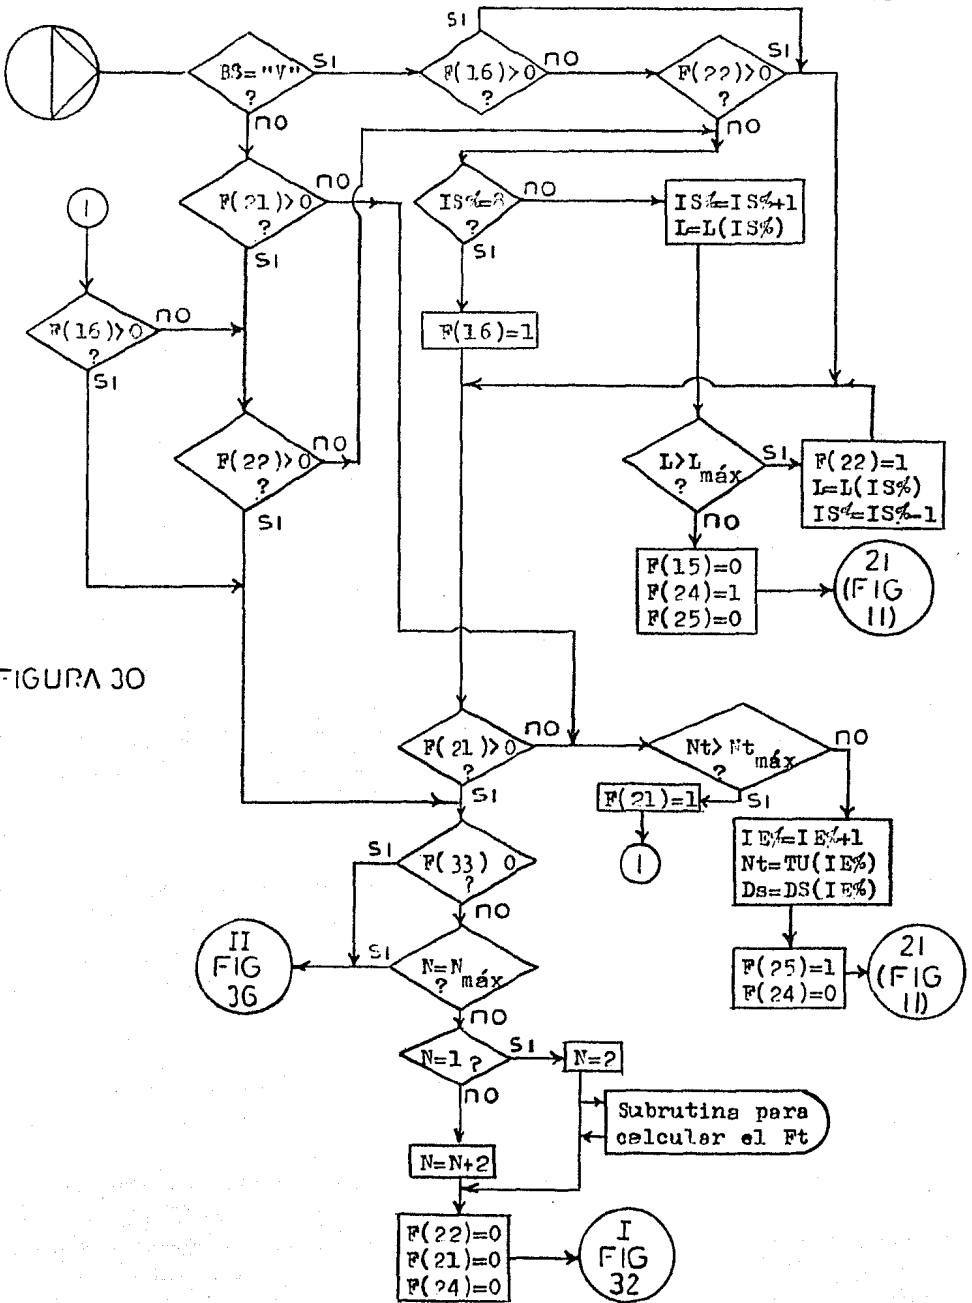 SI
B$="V"
?
SI
F(16)>0
?
no
F(22)>0
?
SI
no
no
F(21)>0
?
no
SI
IS%=8
?
no
SI
IS%=IS%+1
L=L(IS%)
1
F(16)>0
?
no
SI
F(16)=1
F(22)>0
?
no
SI
L>Lmáx
?
SI
no
F(22)=1
L=L(IS%)
IS%=IS%-1
F(15)=0
F(24)=1
F(25)=0
21
(FIG
11)
FIGURA 30
F(21)>0
?
no
SI
Nt>Ntmáx
?
no
SI
F(21)=1
1
IE%=IE%+1
Nt=TU(IE%)
Ds=DS(IE%)
F(33) 0
?
SI
no
F(25)=1
F(24)=0
21
(FIG
11)
II
FIG
36
N=Nmáx
?
SI
no
N=1 ?
SI
no
N=2
Subrutina para
calcular el Ft
N=N+2
F(22)=0
F(21)=0
F(24)=0
I
FIG
32